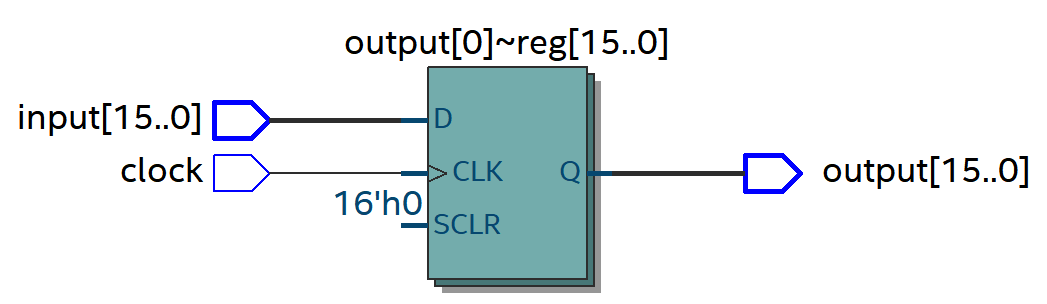 output[0]~reg[15..0]
input[15..0]
D
clock
CLK
Q
output[15..0]
16'h0
SCLR